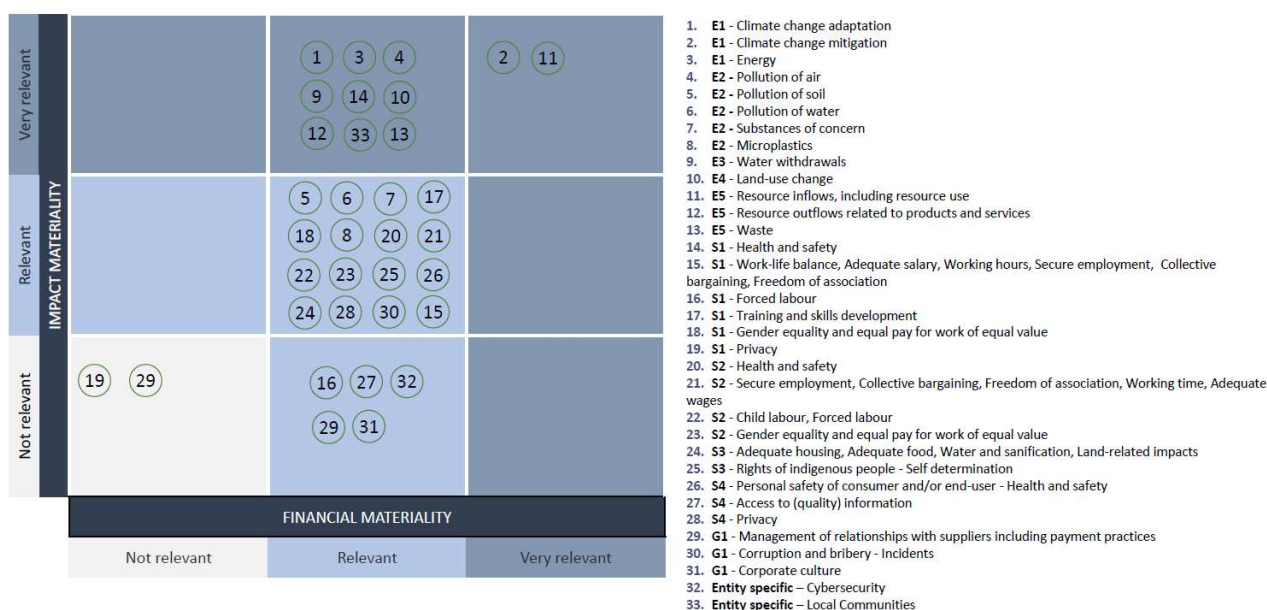 Very relevant
Relevant
Not relevant
IMPACT MATERIALITY
1 3 4
9 14 10
12 33 13
2 11
5 6 7 17
18 8 20 21
22 23 25 26
24 28 30 15
19 29
16 27 32
29 31
FINANCIAL MATERIALITY
Not relevant
Relevant
Very relevant
1. E1 - Climate change adaptation
2. E1 - Climate change mitigation
3. E1 - Energy
4. E2 - Pollution of air
5. E2 - Pollution of soil
6. E2 - Pollution of water
7. E2 - Substances of concern
8. E2 - Microplastics
9. E3 - Water withdrawals
10. E4 - Land-use change
11. E5 - Resource inflows, including resource use
12. E5 - Resource outflows related to products and services
13. E5 - Waste
14. S1 - Health and safety
15. S1 - Work-life balance, Adequate salary, Working hours, Secure employment, Collective
bargaining, Freedom of association
16. S1 - Forced labour
17. S1 - Training and skills development
18. S1 - Gender equality and equal pay for work of equal value
19. S1 - Privacy
20. S2 - Health and safety
21. S2 - Secure employment, Collective bargaining, Freedom of association, Working time, Adequate
wages
22. S2 - Child labour, Forced labour
23. S2 - Gender equality and equal pay for work of equal value
24. S3 - Adequate housing, Adequate food, Water and sanification, Land-related impacts
25. S3 - Rights of indigenous people - Self determination
26. S4 - Personal safety of consumer and/or end-user - Health and safety
27. S4 - Access to (quality) information
28. S4 - Privacy
29. G1 - Management of relationships with suppliers including payment practices
30. G1 - Corruption and bribery - Incidents
31. G1 - Corporate culture
32. Entity specific – Cybersecurity
33. Entity specific – Local Communities